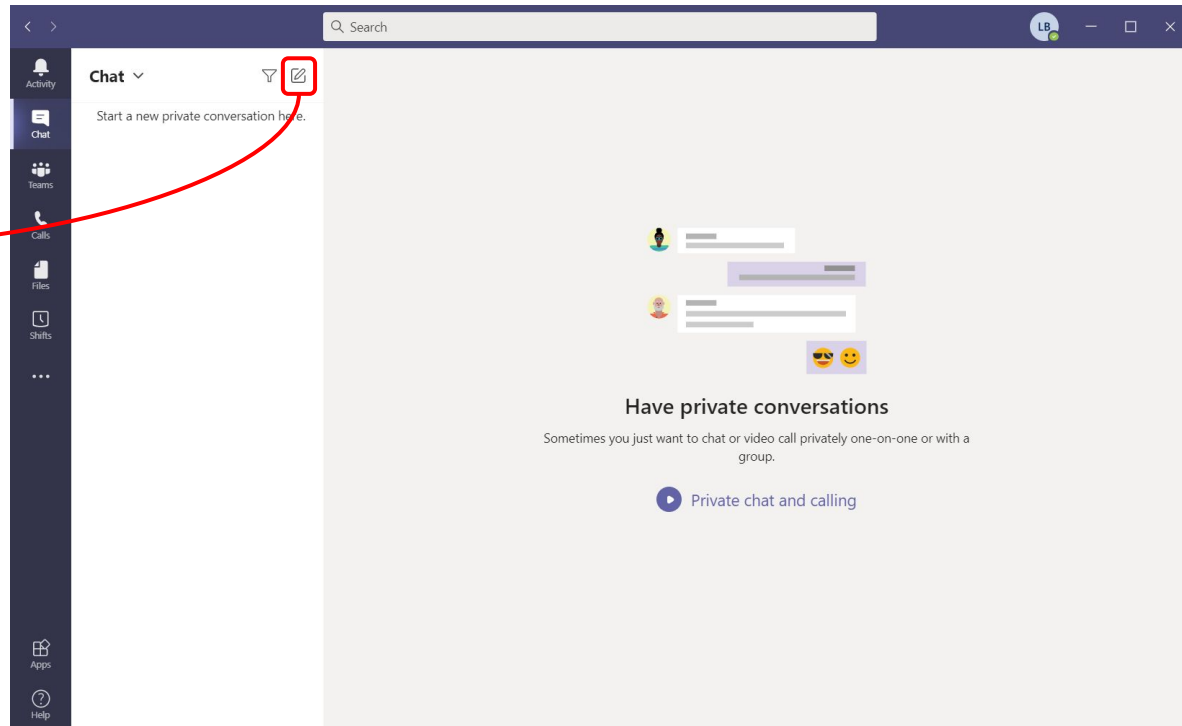 Search
LB
Activity
Chat
Teams
Calls
Files
Shifts
Apps
Help
Chat
Start a new private conversation here.
Have private conversations
Sometimes you just want to chat or video call privately one-on-one or with a
group.
Private chat and calling